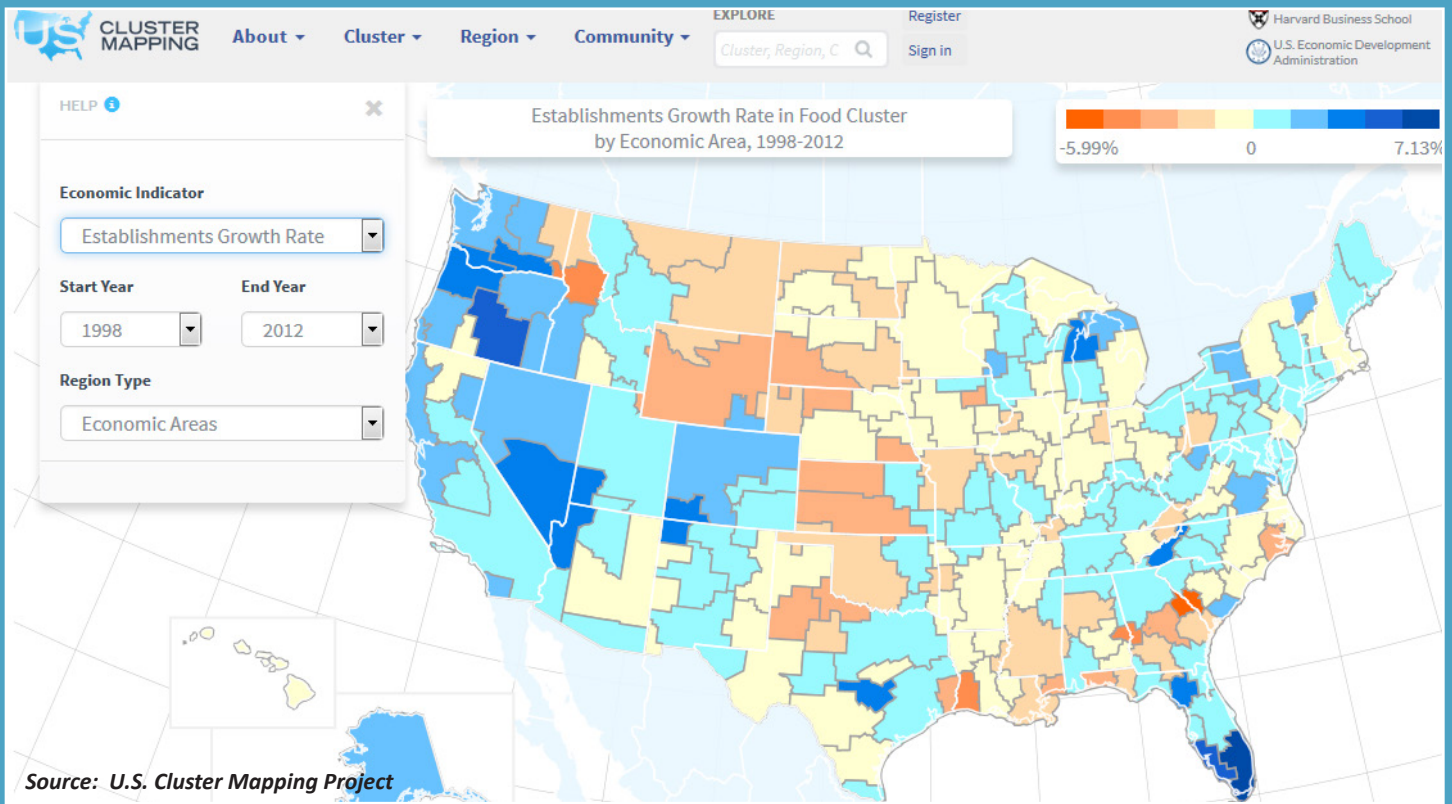 US CLUSTER
MAPPING
About
Cluster
Region
Community
EXPLORE
Cluster, Region, C
Register
Sign in
Harvard Business School
U.S. Economic Development
Administration
HELP i
Economic Indicator
Establishments Growth Rate
Start Year
End Year
1998
2012
Region Type
Economic Areas
Establishments Growth Rate in Food Cluster
by Economic Area, 1998-2012
-5.99%
0
7.13%
Source: U.S. Cluster Mapping Project